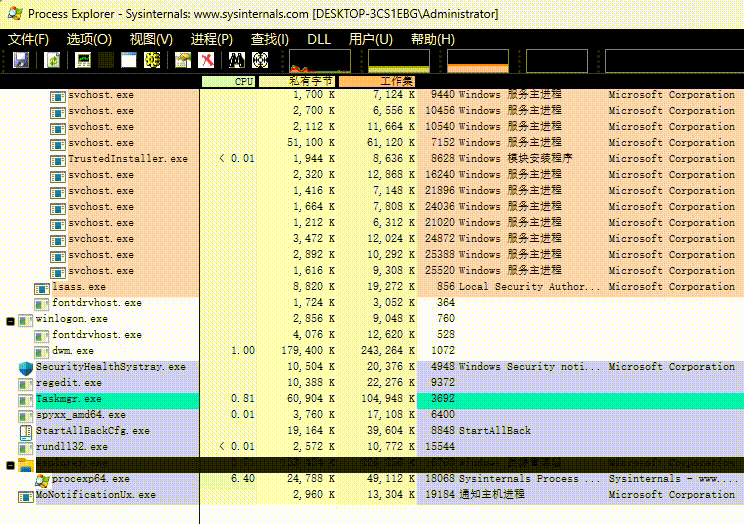 Process Explorer - Sysinternals: www.sysinternals.com [DESKTOP-3CS1EBG\Administrator]
文件(F) 选项(O) 视图(V) 进程(P) 查找(I) DLL 用户(U) 帮助(H)
CPU 私有字节 工作集
svchost.exe 1,700 K 7,124 K 9440 Windows 服务主进程 Microsoft Corporation
svchost.exe 2,700 K 6,556 K 10456 Windows 服务主进程 Microsoft Corporation
svchost.exe 2,112 K 11,664 K 10540 Windows 服务主进程 Microsoft Corporation
svchost.exe 51,100 K 61,120 K 7152 Windows 服务主进程 Microsoft Corporation
TrustedInstaller.exe < 0.01 1,944 K 8,636 K 8628 Windows 模块安装程序 Microsoft Corporation
svchost.exe 2,320 K 12,868 K 16240 Windows 服务主进程 Microsoft Corporation
svchost.exe 1,416 K 7,148 K 21896 Windows 服务主进程 Microsoft Corporation
svchost.exe 1,664 K 7,808 K 24036 Windows 服务主进程 Microsoft Corporation
svchost.exe 1,212 K 6,312 K 21020 Windows 服务主进程 Microsoft Corporation
svchost.exe 3,472 K 12,024 K 24872 Windows 服务主进程 Microsoft Corporation
svchost.exe 2,892 K 10,292 K 25388 Windows 服务主进程 Microsoft Corporation
svchost.exe 1,616 K 9,308 K 25520 Windows 服务主进程 Microsoft Corporation
lsass.exe 8,820 K 19,272 K 856 Local Security Author... Microsoft Corporation
fontdrvhost.exe 1,724 K 3,052 K 364
winlogon.exe 2,856 K 9,048 K 760
fontdrvhost.exe 4,076 K 12,620 K 528
dwm.exe 1.00 179,400 K 243,264 K 1072
SecurityHealthSystray.exe 10,504 K 20,376 K 4948 Windows Security noti... Microsoft Corporation
regedit.exe 10,388 K 22,276 K 9372
Taskmgr.exe 0.81 60,904 K 104,948 K 3692
spyxx_amd64.exe 0.01 3,760 K 17,108 K 6400
StartAllBackCfg.exe 19,164 K 39,604 K 8848 StartAllBack
rundll32.exe < 0.01 2,572 K 10,772 K 15544
explorer.exe
procexp64.exe 6.40 24,788 K 49,112 K 18068 Sysinternals Process ... Sysinternals - www....
MoNotificationUx.exe 2,960 K 13,304 K 19184 通知主机进程 Microsoft Corporation